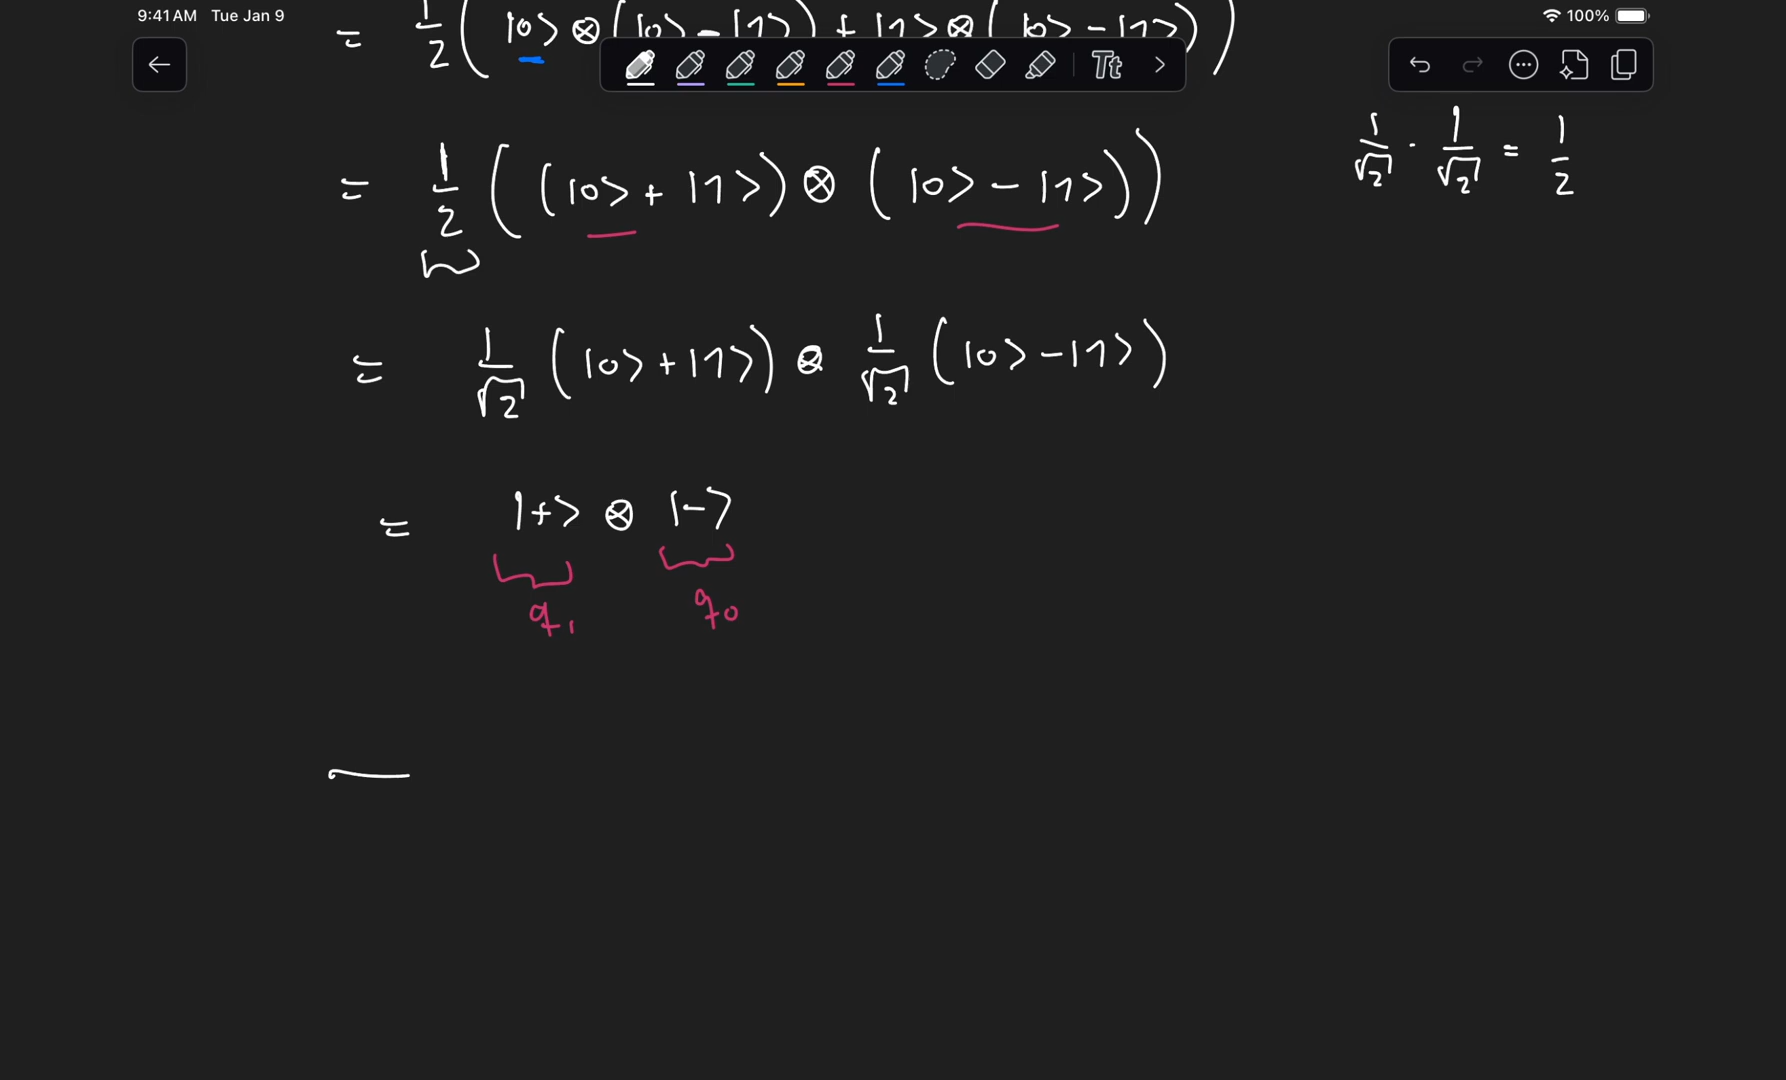 9:41 AM Tue Jan 9
100%
= 1/2 ( |0> ⊗ ( |0> - |1> ) + |1> ⊗ ( |0> - |1> ) )
Tt
1/√2 · 1/√2 = 1/2
= 1/2 ( ( |0> + |1> ) ⊗ ( |0> - |1> ) )
= 1/√2 ( |0> + |1> ) ⊗ 1/√2 ( |0> - |1> )
= |+> ⊗ |->
q₁ q₀